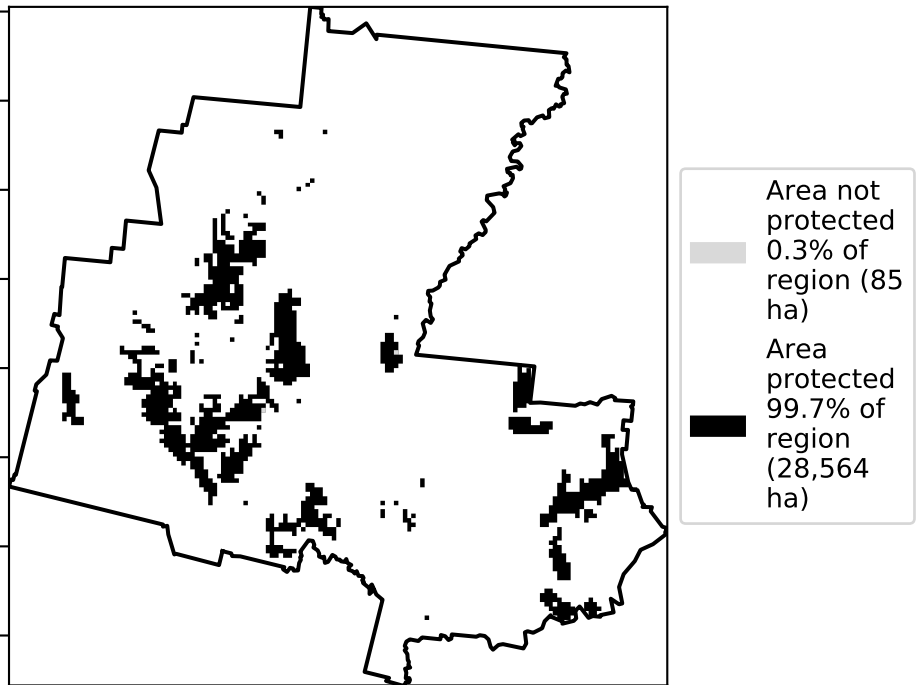 Area not
protected
0.3% of
region (85
ha)
Area
protected
99.7% of
region
(28,564
ha)